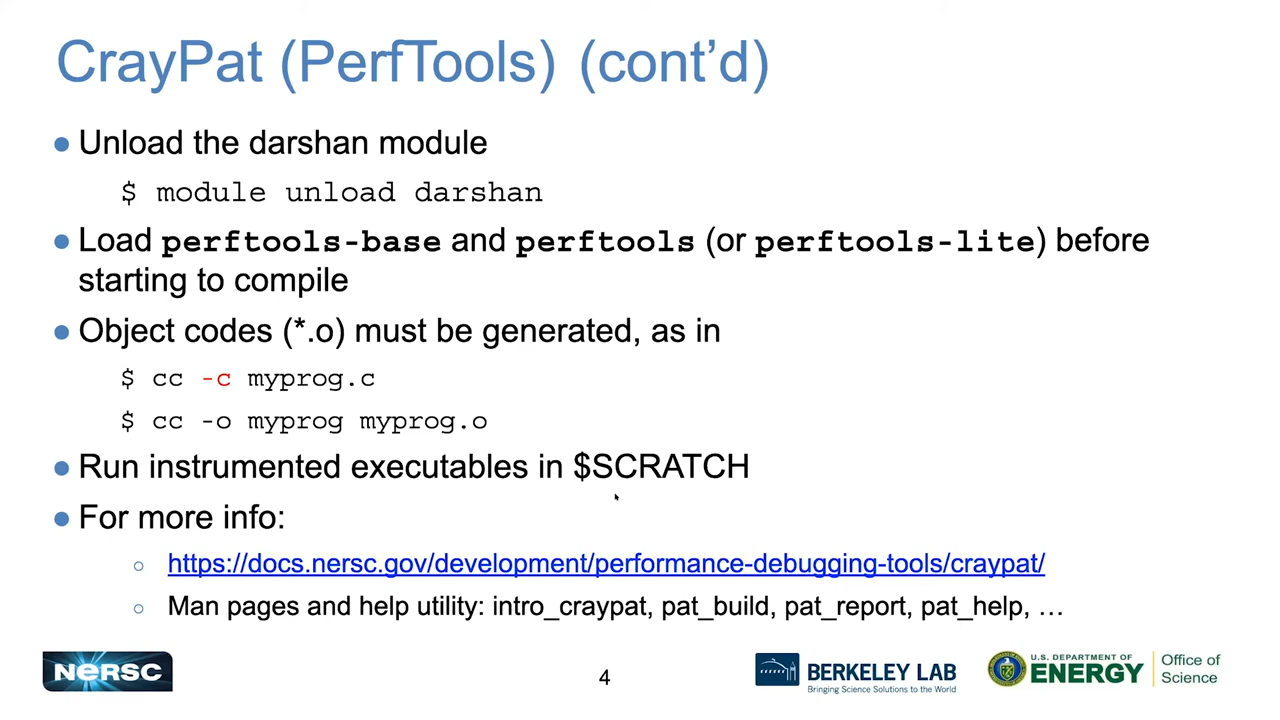 CrayPat (PerfTools) (cont’d)
● Unload the darshan module
$ module unload darshan
● Load perftools-base and perftools (or perftools-lite) before
starting to compile
● Object codes (*.o) must be generated, as in
$ cc -c myprog.c
$ cc -o myprog myprog.o
● Run instrumented executables in $SCRATCH
● For more info:
○ https://docs.nersc.gov/development/performance-debugging-tools/craypat/
○ Man pages and help utility: intro_craypat, pat_build, pat_report, pat_help, …
NERSC
4
BERKELEY LAB
Bringing Science Solutions to the World
U.S. DEPARTMENT OF
ENERGY
Office of
Science